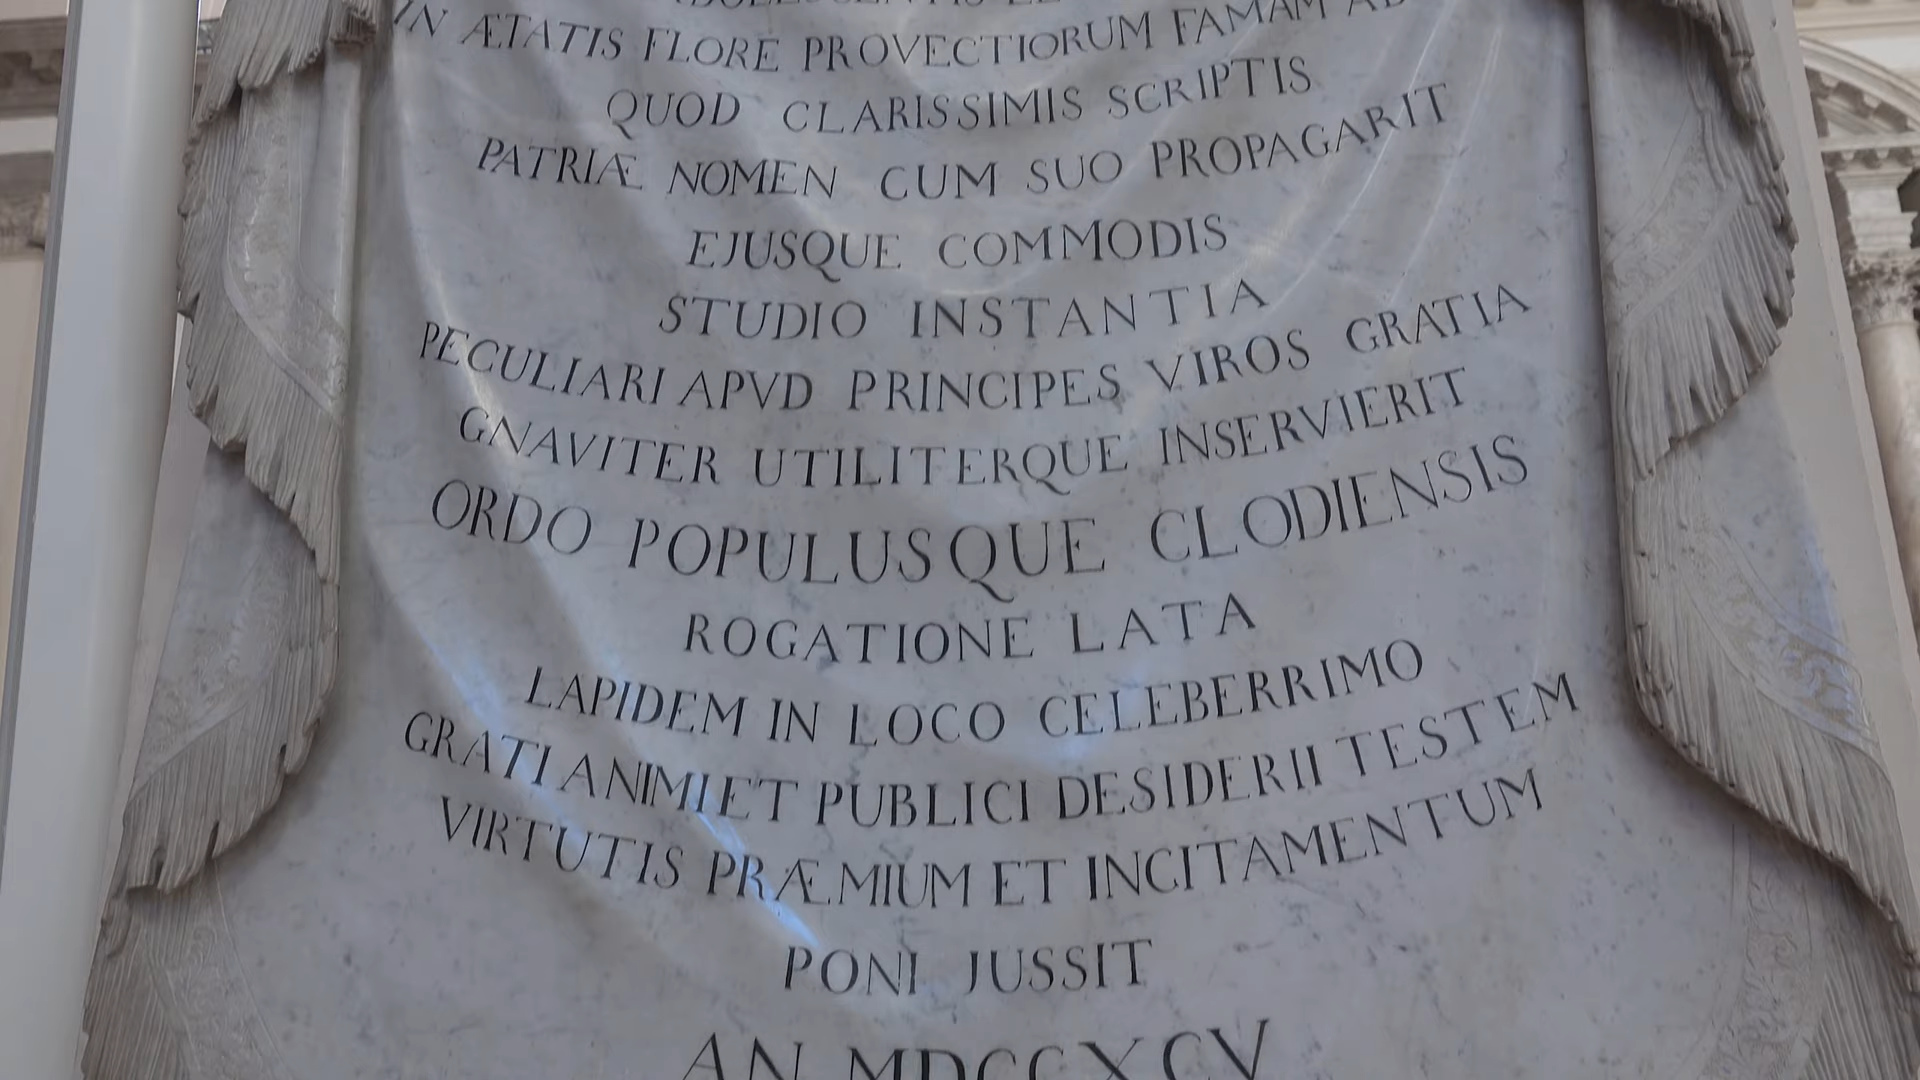 IN ÆTATIS FLORE PROVECTIORUM FAMAM
QUOD CLARISSIMIS SCRIPTIS
PATRIÆ NOMEN CUM SUO PROPAGARIT
EJUSQUE COMMODIS
STUDIO INSTANTIA
PECULIARI APVD PRINCIPES VIROS GRATIA
GNAVITER UTILITERQUE INSERVIERIT
ORDO POPULUSQUE CLODIENSIS
ROGATIONE LATA
LAPIDEM IN LOCO CELEBERRIMO
GRATI ANIMI ET PUBLICI DESIDERII TESTEM
VIRTUTIS PRÆMIUM ET INCITAMENTUM
PONI JUSSIT
AN MDCCXCV